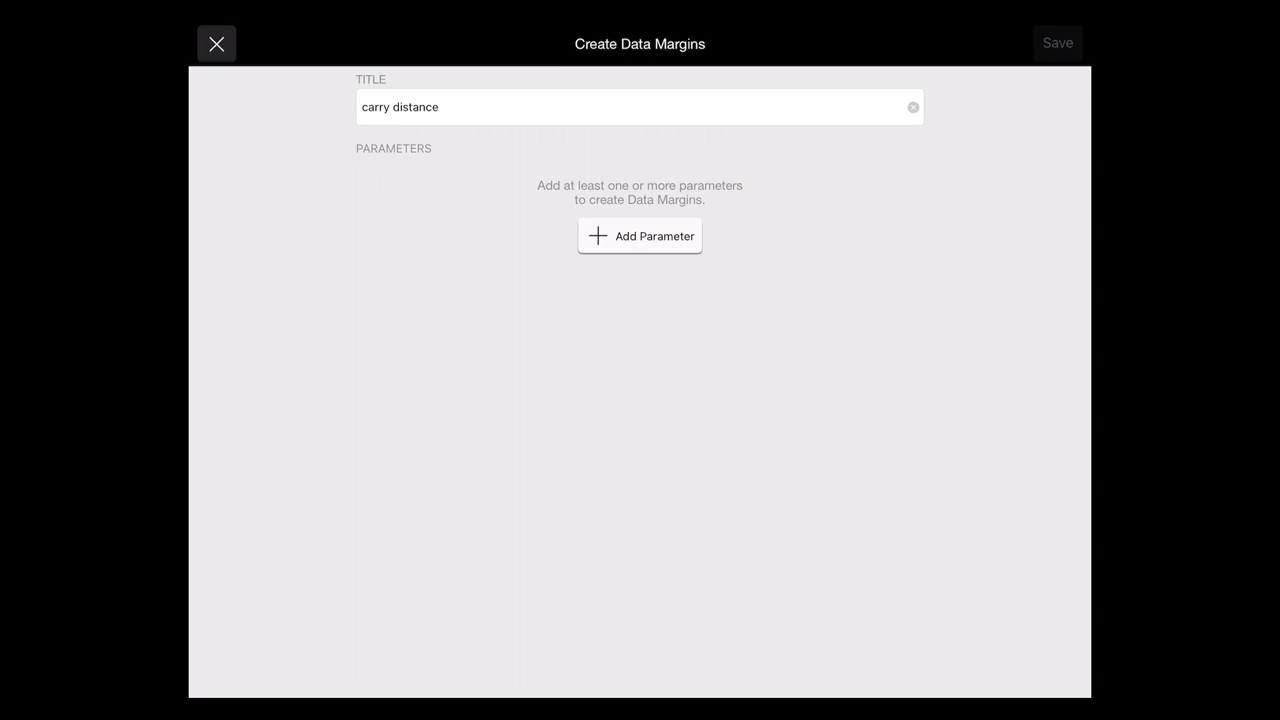 Create Data Margins
Save
TITLE
carry distance
PARAMETERS
Add at least one or more parameters
to create Data Margins.
Add Parameter